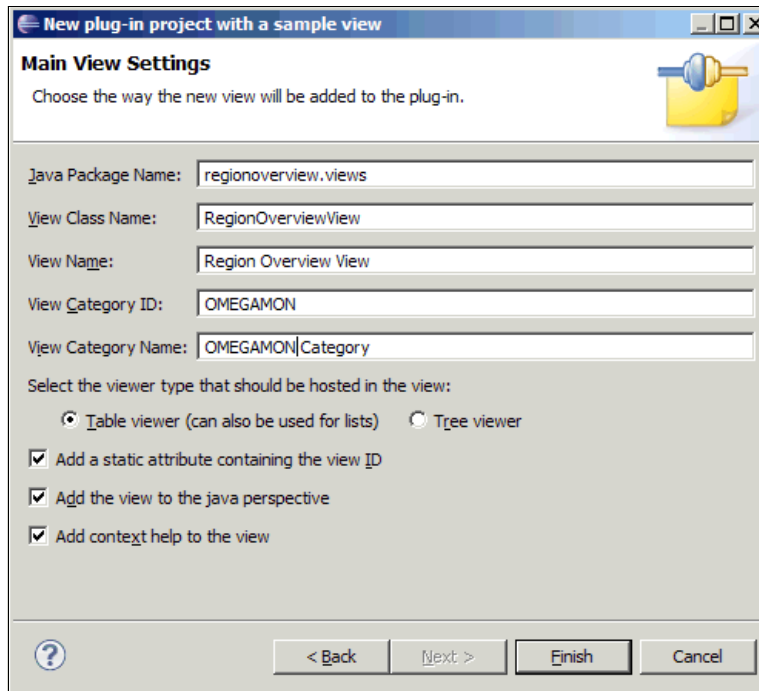 New plug-in project with a sample view
Main View Settings
Choose the way the new view will be added to the plug-in.
Java Package Name: regionoverview.views
View Class Name: RegionOverviewView
View Name: Region Overview View
View Category ID: OMEGAMON
View Category Name: OMEGAMON Category
Select the viewer type that should be hosted in the view:
Table viewer (can also be used for lists) Tree viewer
Add a static attribute containing the view ID
Add the view to the java perspective
Add context help to the view
? < Back Next > Finish Cancel